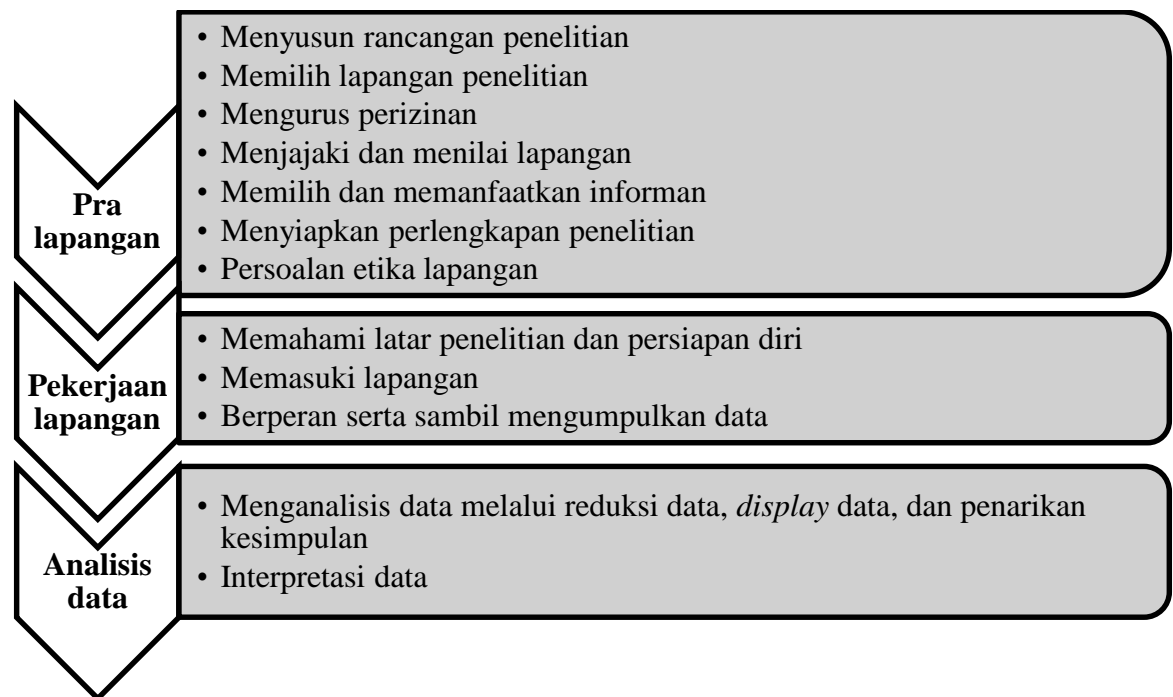 Pra
lapangan
• Menyusun rancangan penelitian
• Memilih lapangan penelitian
• Mengurus perizinan
• Menjajaki dan menilai lapangan
• Memilih dan memanfaatkan informan
• Menyiapkan perlengkapan penelitian
• Persoalan etika lapangan
Pekerjaan
lapangan
• Memahami latar penelitian dan persiapan diri
• Memasuki lapangan
• Berperan serta sambil mengumpulkan data
Analisis
data
• Menganalisis data melalui reduksi data, display data, dan penarikan
kesimpulan
• Interpretasi data